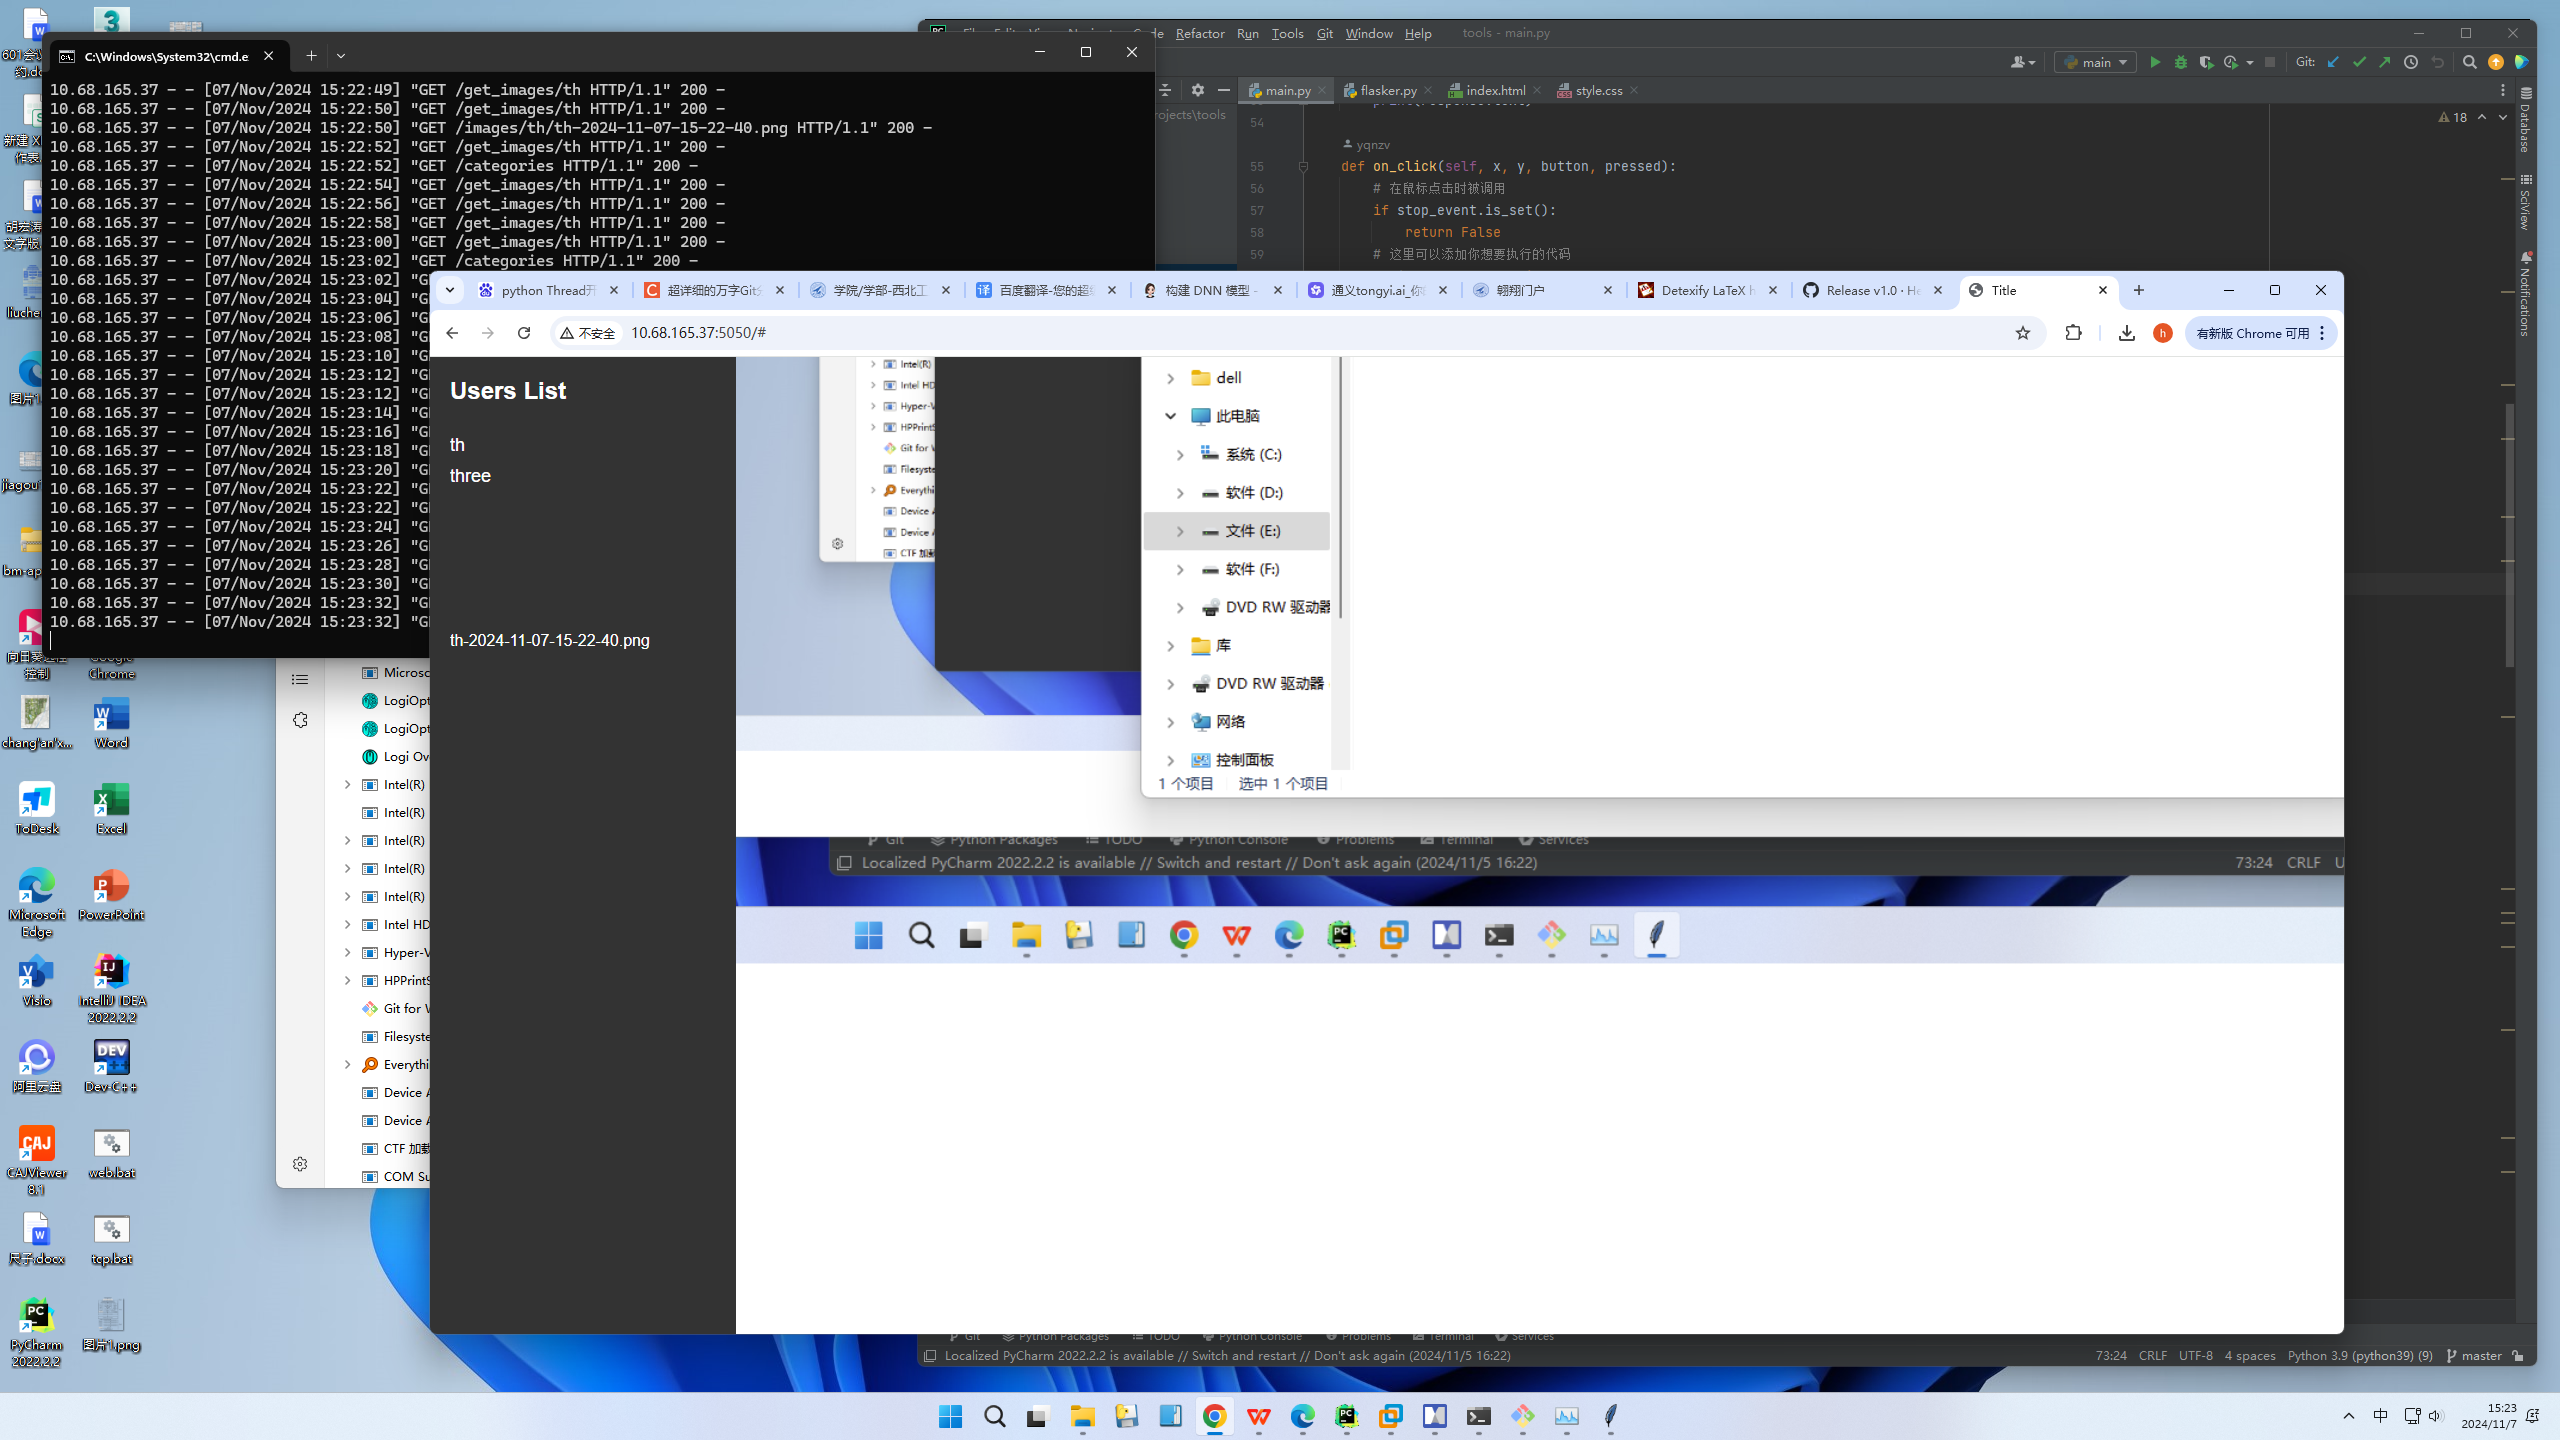 C:\Windows\System32\cmd.e
10.68.165.37 - - [07/Nov/2024 15:22:49] "GET /get_images/th HTTP/1.1" 200 -
10.68.165.37 - - [07/Nov/2024 15:22:50] "GET /get_images/th HTTP/1.1" 200 -
10.68.165.37 - - [07/Nov/2024 15:22:50] "GET /images/th/th-2024-11-07-15-22-40.png HTTP/1.1" 200 -
10.68.165.37 - - [07/Nov/2024 15:22:52] "GET /get_images/th HTTP/1.1" 200 -
10.68.165.37 - - [07/Nov/2024 15:22:52] "GET /categories HTTP/1.1" 200 -
10.68.165.37 - - [07/Nov/2024 15:22:54] "GET /get_images/th HTTP/1.1" 200 -
10.68.165.37 - - [07/Nov/2024 15:22:56] "GET /get_images/th HTTP/1.1" 200 -
10.68.165.37 - - [07/Nov/2024 15:22:58] "GET /get_images/th HTTP/1.1" 200 -
10.68.165.37 - - [07/Nov/2024 15:23:00] "GET /get_images/th HTTP/1.1" 200 -
10.68.165.37 - - [07/Nov/2024 15:23:02] "GET /categories HTTP/1.1" 200 -
10.68.165.37 - - [07/Nov/2024 15:23:02] "G
10.68.165.37 - - [07/Nov/2024 15:23:04] "G
10.68.165.37 - - [07/Nov/2024 15:23:06] "G
10.68.165.37 - - [07/Nov/2024 15:23:08] "G
10.68.165.37 - - [07/Nov/2024 15:23:10] "G
10.68.165.37 - - [07/Nov/2024 15:23:12] "G
10.68.165.37 - - [07/Nov/2024 15:23:12] "G
10.68.165.37 - - [07/Nov/2024 15:23:14] "G
10.68.165.37 - - [07/Nov/2024 15:23:16] "G
10.68.165.37 - - [07/Nov/2024 15:23:18] "G
10.68.165.37 - - [07/Nov/2024 15:23:20] "G
10.68.165.37 - - [07/Nov/2024 15:23:22] "G
10.68.165.37 - - [07/Nov/2024 15:23:22] "G
10.68.165.37 - - [07/Nov/2024 15:23:24] "G
10.68.165.37 - - [07/Nov/2024 15:23:26] "G
10.68.165.37 - - [07/Nov/2024 15:23:28] "G
10.68.165.37 - - [07/Nov/2024 15:23:30] "G
10.68.165.37 - - [07/Nov/2024 15:23:32] "G
10.68.165.37 - - [07/Nov/2024 15:23:32] "G
Refactor Run Tools Git Window Help tools - main.py
main Git:
main.py flasker.py index.html style.css
rojects\tools
54
18
yqnzv
55 def on_click(self, x, y, button, pressed):
56 # 在鼠标点击时被调用
57 if stop_event.is_set():
58 return False
59 # 这里可以添加你想要执行的代码
Database
SciView
Notifications
python Thread开 超详细的万字Git 学院/学部-西北工 百度翻译-您的超 构建 DNN 模型 - 通义tongyi.ai_你 翱翔门户 Detexify LaTeX h Release v1.0 · He Title
不安全 10.68.165.37:5050/# h 有新版 Chrome 可用
Users List
th
three
th-2024-11-07-15-22-40.png
Intel(R)
Intel HD
Hyper-V
HPPrintS
Git for V
Filesyste
Everythi
Device A
Device A
CTF 加载
dell
此电脑
系统 (C:)
软件 (D:)
文件 (E:)
软件 (F:)
DVD RW 驱动器
库
DVD RW 驱动器
网络
控制面板
1 个项目 选中 1 个项目
Git Python Packages TODO Python Console Problems Terminal Services
Localized PyCharm 2022.2.2 is available // Switch and restart // Don't ask again (2024/11/5 16:22) 73:24 CRLF U
Microsc
LogiOpt
LogiOpt
Logi Ov
Intel(R)
Intel(R)
Intel(R)
Intel(R)
Intel(R)
Intel HD
Hyper-V
HPPrintS
Git for V
Filesyste
Everythi
Device A
Device A
CTF 加载
COM Su
Chrome
控制
chang'an'x...
Word
ToDesk
Excel
Microsoft Edge
PowerPoint
Visio
IntelliJ IDEA 2022.2.2
阿里云盘
Dev-C++
CAJViewer 8.1
web.bat
尺子.docx
tcp.bat
PyCharm 2022.2.2
图片1.png
Git Python Packages TODO Python Console Problems Terminal Services
Localized PyCharm 2022.2.2 is available // Switch and restart // Don't ask again (2024/11/5 16:22) 73:24 CRLF UTF-8 4 spaces Python 3.9 (python39) (9) master
中 15:23
2024/11/7